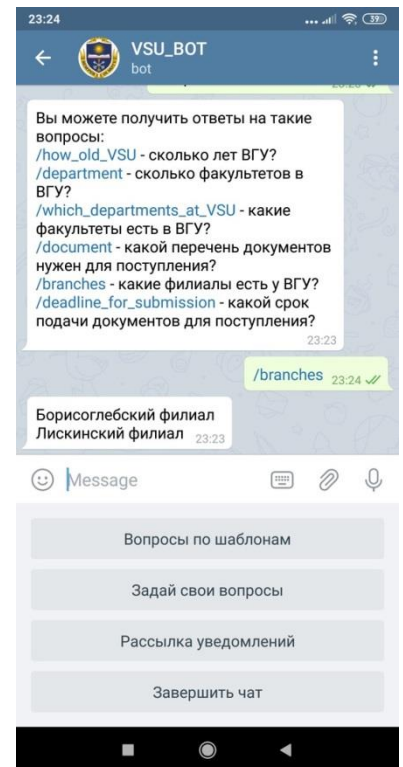 23:24
39
VSU_BOT
bot
Вы можете получить ответы на такие
вопросы:
/how_old_VSU - сколько лет ВГУ?
/department - сколько факультетов в
ВГУ?
/which_departments_at_VSU - какие
факультеты есть в ВГУ?
/document - какой перечень документов
нужен для поступления?
/branches - какие филиалы есть у ВГУ?
/deadline_for_submission - какой срок
подачи документов для поступления?
23:23
/branches 23:24
Борисоглебский филиал
Лискинский филиал 23:23
Message
Вопросы по шаблонам
Задай свои вопросы
Рассылка уведомлений
Завершить чат